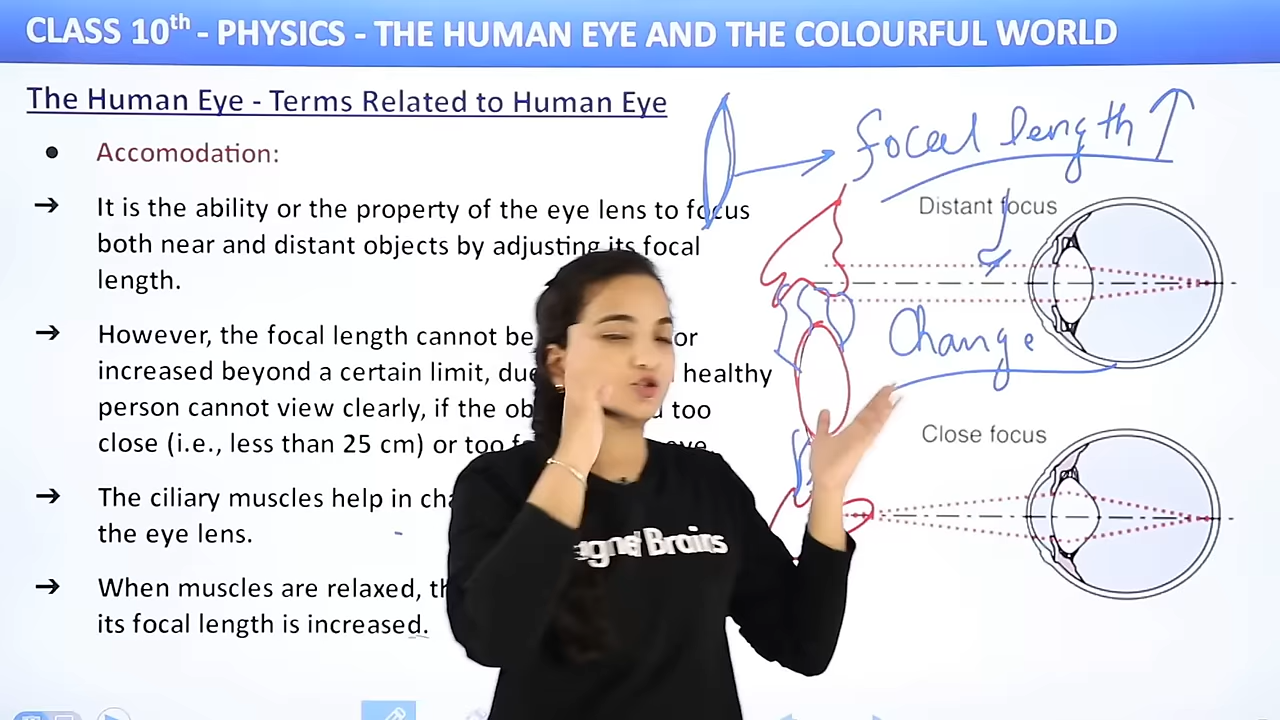 CLASS 10th - PHYSICS - THE HUMAN EYE AND THE COLOURFUL WORLD
The Human Eye - Terms Related to Human Eye
● Accomodation:
➔ It is the ability or the property of the eye lens to focus
both near and distant objects by adjusting its focal
length.
➔ However, the focal length cannot be or
increased beyond a certain limit, due healthy
person cannot view clearly, if the too
close (i.e., less than 25 cm) or too
➔ The ciliary muscles help in
the eye lens.
➔ When muscles are relaxed,
its focal length is increased.
focal length ↑
Distant focus
Change
Close focus
Brains